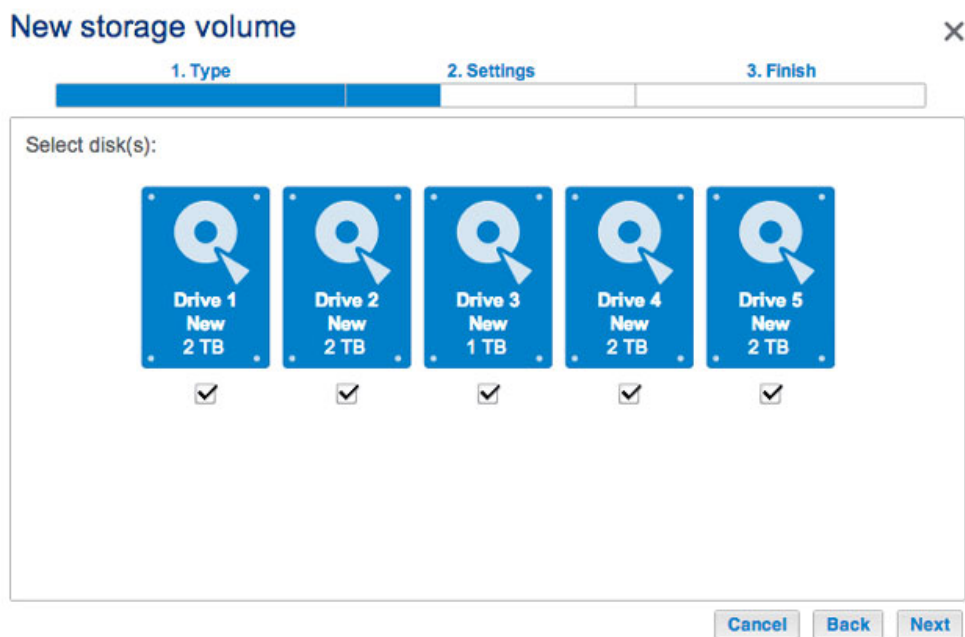 New storage volume
1. Type
2. Settings
3. Finish
Select disk(s):
Drive 1
New
2 TB
Drive 2
New
2 TB
Drive 3
New
1 TB
Drive 4
New
2 TB
Drive 5
New
2 TB
Cancel
Back
Next